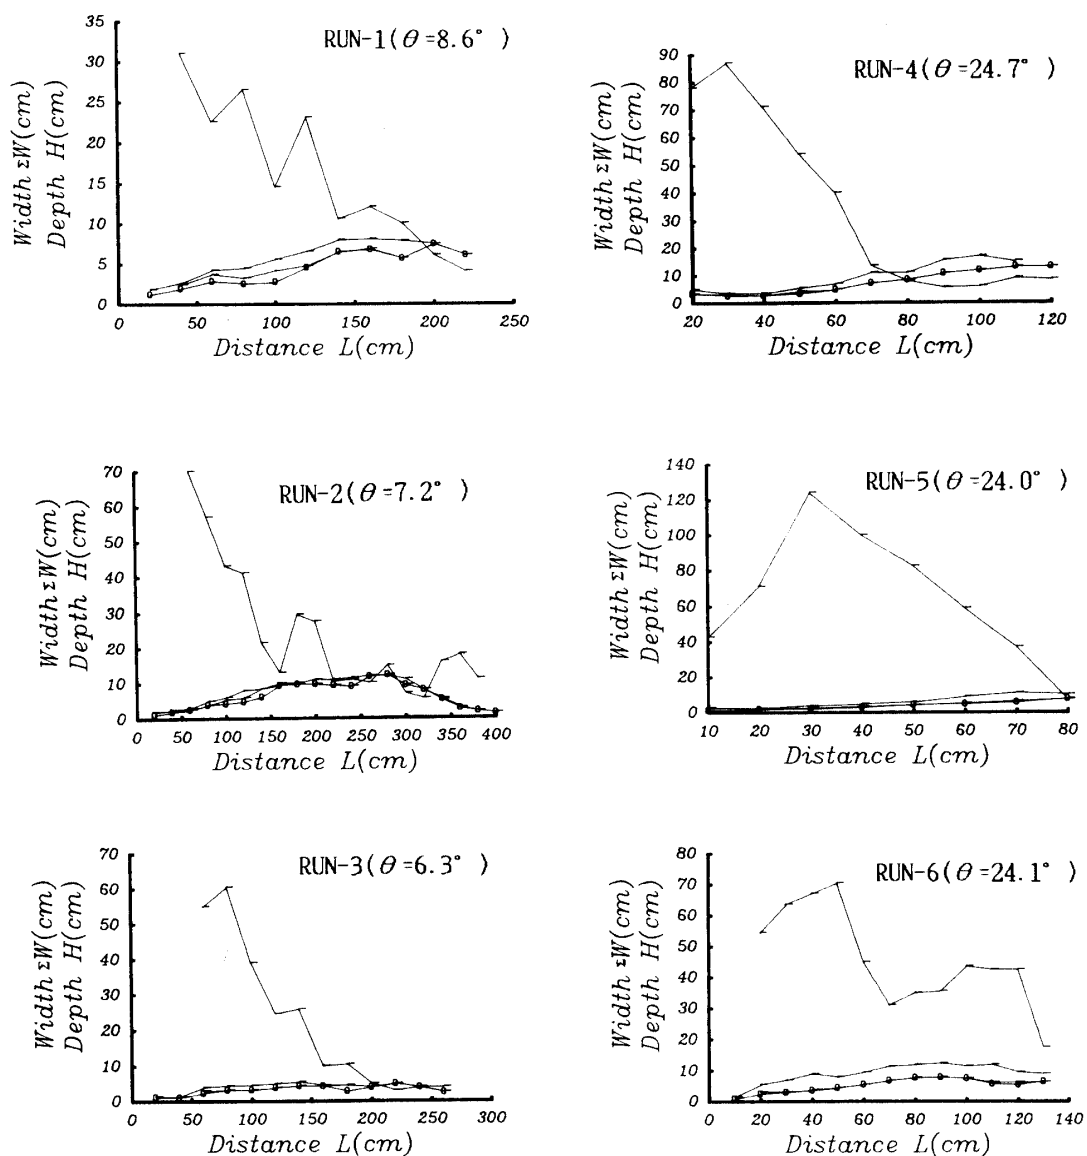 RUN-1(θ=8.6°)
Width ΣW(cm)
Depth H(cm)
35
30
25
20
15
10
5
0
0 50 100 150 200 250
Distance L(cm)
RUN-4(θ=24.7°)
Width ΣW(cm)
Depth H(cm)
90
80
70
60
50
40
30
20
10
0
20 40 60 80 100 120
Distance L(cm)
RUN-2(θ=7.2°)
Width ΣW(cm)
Depth H(cm)
70
60
50
40
30
20
10
0
0 50 100 150 200 250 300 350 400
Distance L(cm)
RUN-5(θ=24.0°)
Width ΣW(cm)
Depth H(cm)
140
120
100
80
60
40
20
0
10 20 30 40 50 60 70 80
Distance L(cm)
RUN-3(θ=6.3°)
Width ΣW(cm)
Depth H(cm)
70
60
50
40
30
20
10
0
0 50 100 150 200 250 300
Distance L(cm)
RUN-6(θ=24.1°)
Width ΣW(cm)
Depth H(cm)
80
70
60
50
40
30
20
10
0
0 20 40 60 80 100 120 140
Distance L(cm)